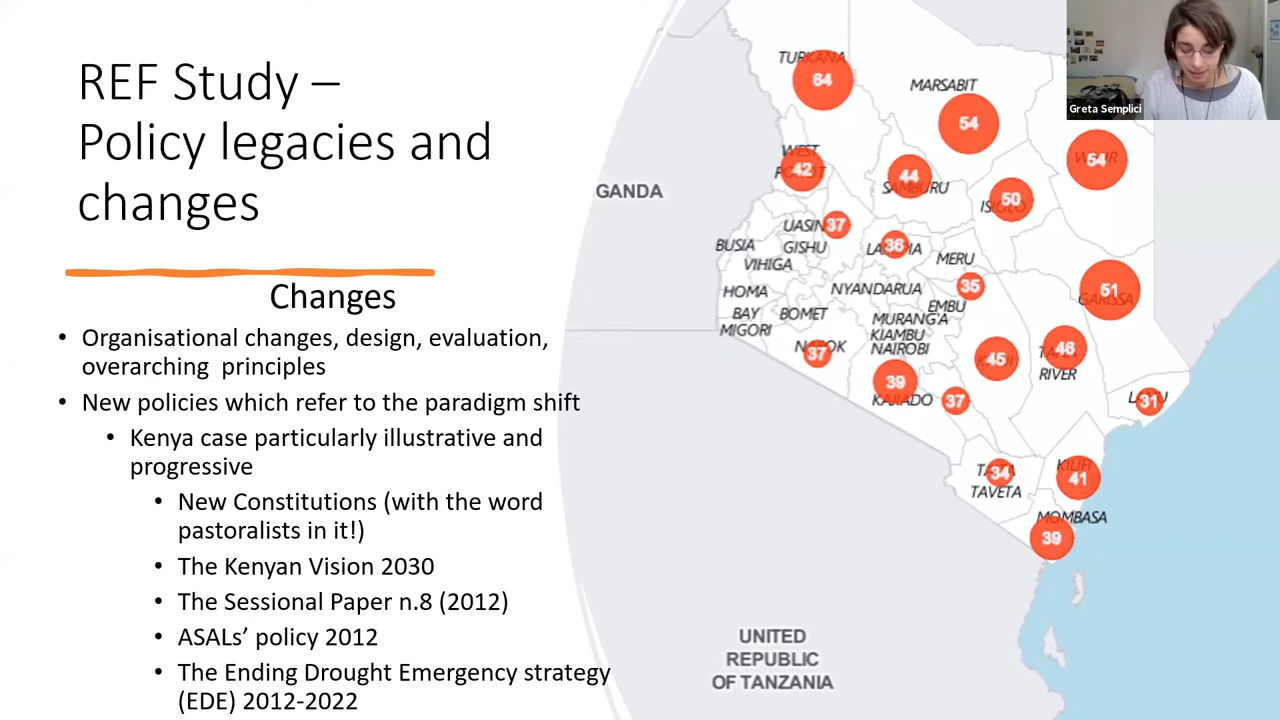 REF Study –
Policy legacies and
changes
Changes
• Organisational changes, design, evaluation,
overarching principles
• New policies which refer to the paradigm shift
• Kenya case particularly illustrative and
progressive
• New Constitutions (with the word
pastoralists in it!)
• The Kenyan Vision 2030
• The Sessional Paper n.8 (2012)
• ASALs’ policy 2012
• The Ending Drought Emergency strategy
(EDE) 2012-2022
Greta Semplici
TURKANA
64
MARSABIT
54
54
WEST
42
44
SAMBURU
50
GANDA
UASIN
37
BUSIA
GISHU
36
VIHIGA
MERU
HOMA
NYANDARUA
35
51
GARISSA
BAY
BOMET
EMBU
MIGORI
MURANG'A
KIAMBU
NAIROBI
37
45
46
RIVER
39
KAJIADO
37
31
34
TAVETA
KILIFI
41
MOMBASA
39
UNITED
REPUBLIC
OF TANZANIA